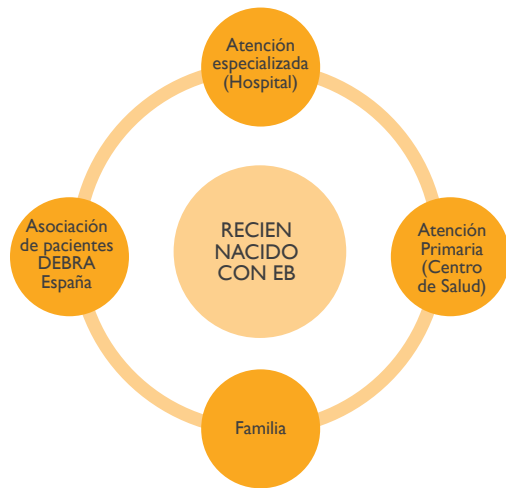 Atención
especializada
(Hospital)
Asociación
de pacientes
DEBRA
España
RECIEN
NACIDO
CON EB
Atención
Primaria
(Centro
de Salud)
Familia